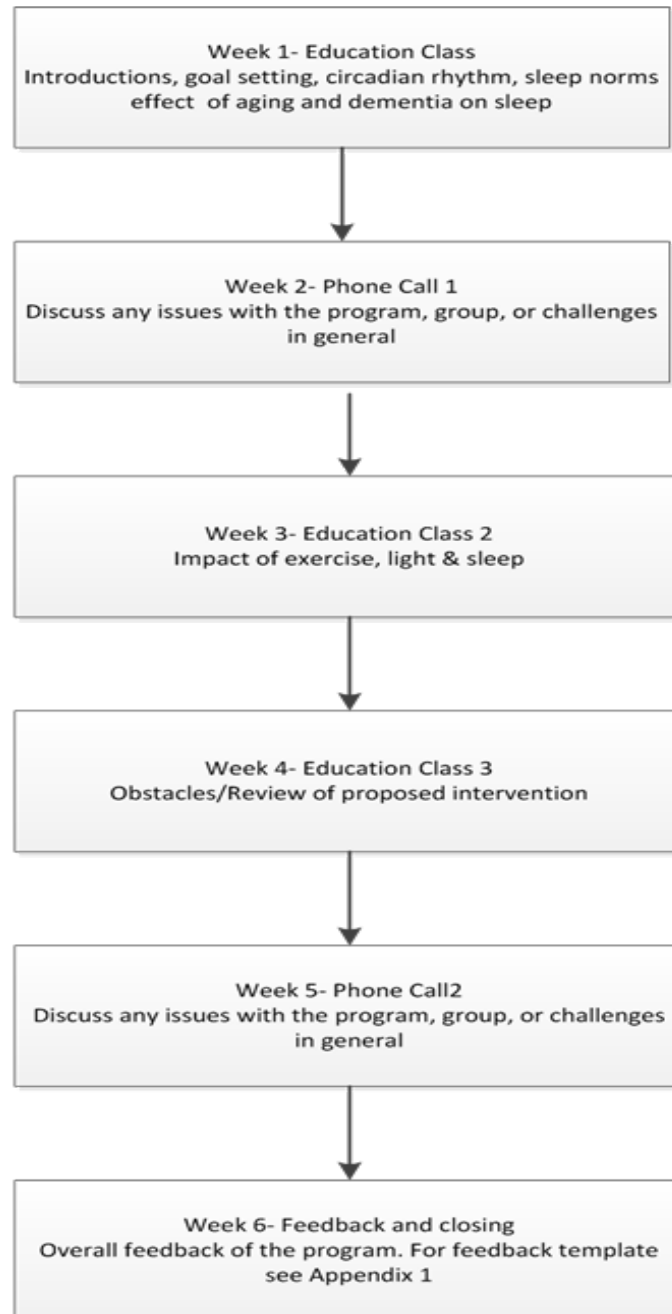 Week 1- Education Class
Introductions, goal setting, circadian rhythm, sleep norms
effect of aging and dementia on sleep
Week 2- Phone Call 1
Discuss any issues with the program, group, or challenges
in general
Week 3- Education Class 2
Impact of exercise, light & sleep
Week 4- Education Class 3
Obstacles/Review of proposed intervention
Week 5- Phone Call2
Discuss any issues with the program, group, or challenges
in general
Week 6- Feedback and closing
Overall feedback of the program. For feedback template
see Appendix 1